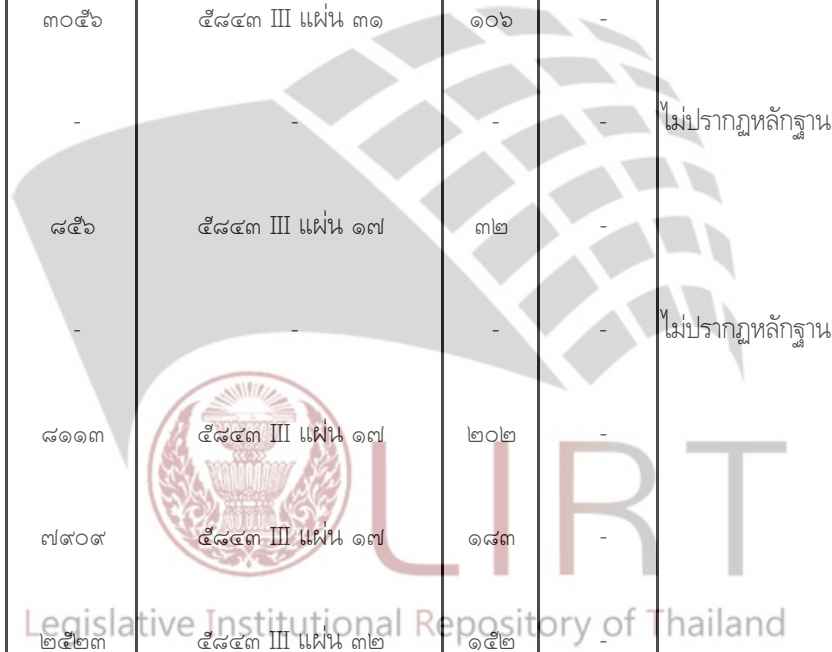 ๓๐๕๖ ๕๘๔๓ III แผ่น ๓๑ ๑๐๖ -
- - - - ไม่ปรากฏหลักฐาน
๘๕๖ ๕๘๔๓ III แผ่น ๑๗ ๓๒ -
- - - - ไม่ปรากฏหลักฐาน
๘๑๑๓ ๕๘๔๓ III แผ่น ๑๗ ๒๐๒ -
LIRT
๗๙๐๙ ๕๘๔๓ III แผ่น ๑๗ ๑๘๓ -
Legislative Institutional Repository of Thailand
๒๕๒๓ ๕๘๔๓ III แผ่น ๓๒ ๑๕๒ -